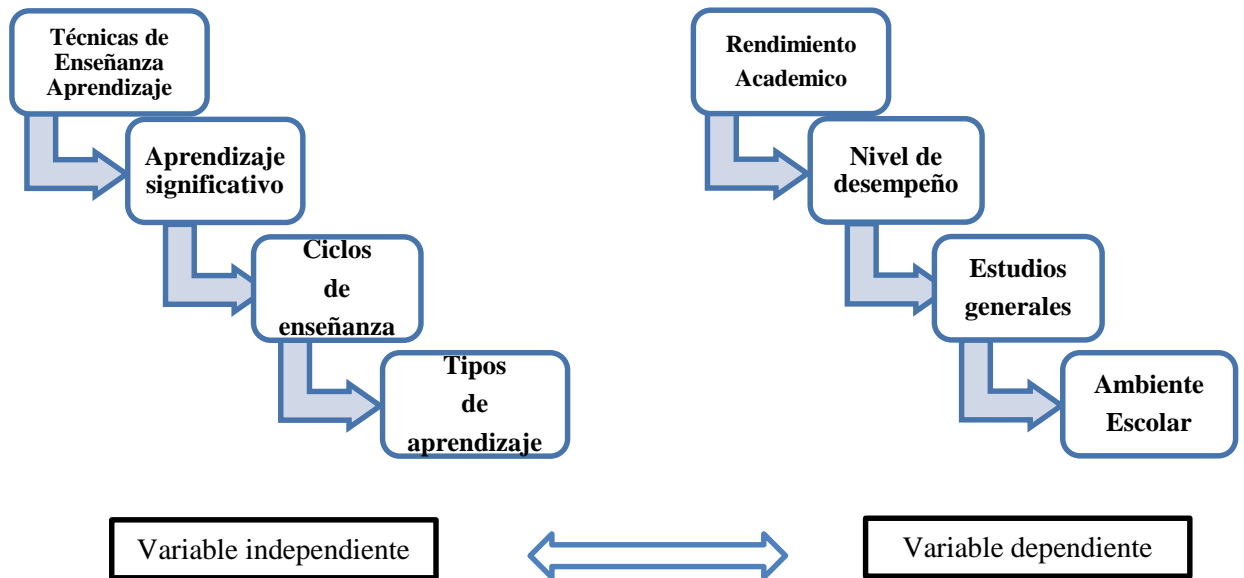 Técnicas de
Enseñanza
Aprendizaje
Aprendizaje
significativo
Ciclos
de
enseñanza
Tipos
de
aprendizaje
Rendimiento
Academico
Nivel de
desempeño
Estudios
generales
Ambiente
Escolar
Variable independiente
Variable dependiente